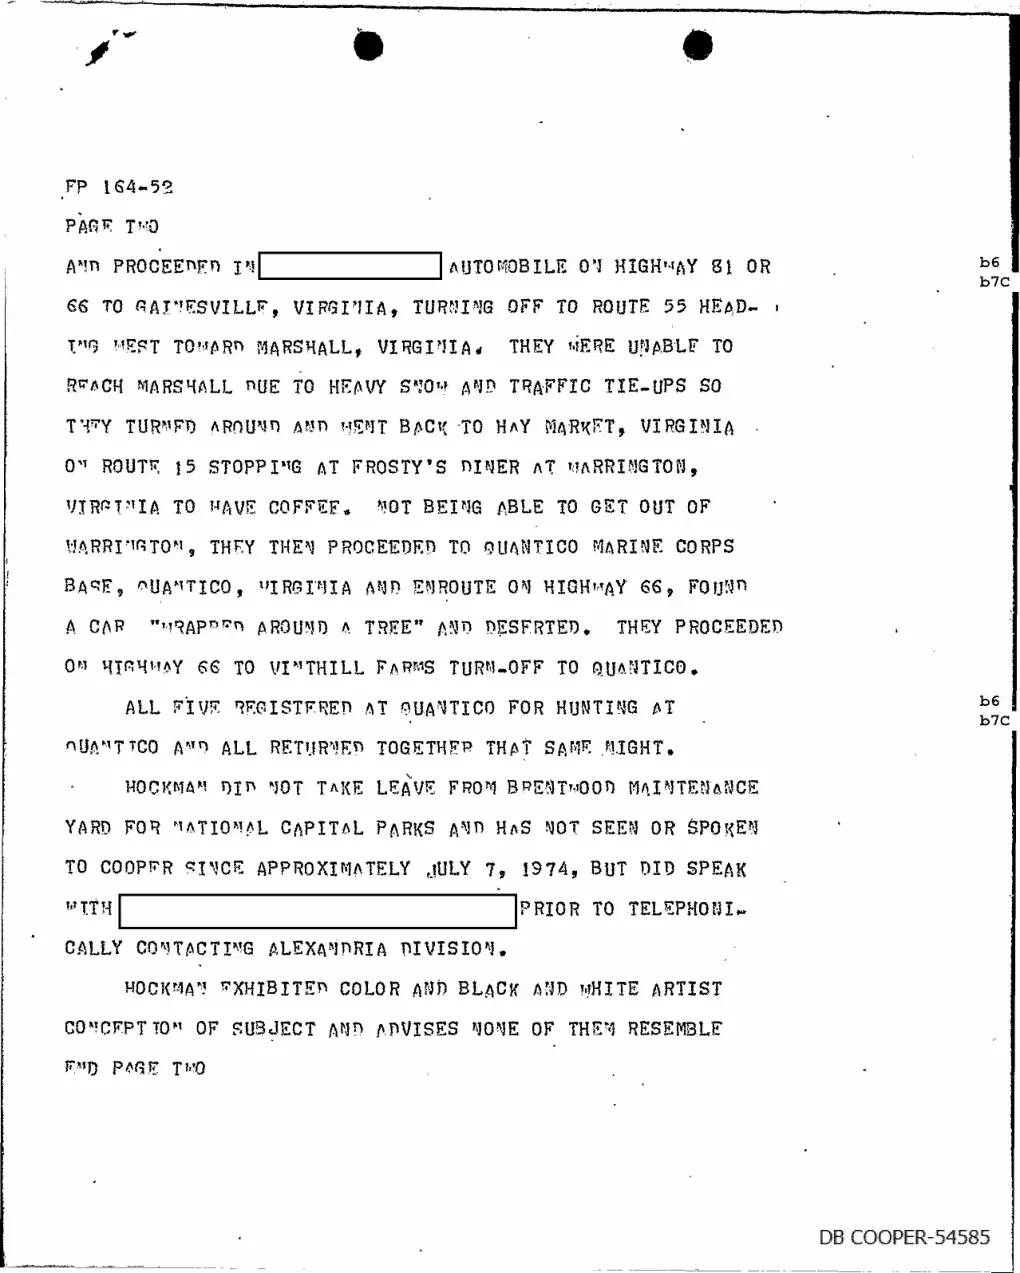 FP 164-52
PAGE TWO
AND PROCEEDED IN AUTOMOBILE ON HIGHWAY 81 OR
b6
b7C
66 TO GAINESVILLE, VIRGINIA, TURNING OFF TO ROUTE 55 HEAD-
ING WEST TOWARD MARSHALL, VIRGINIA. THEY WERE UNABLE TO
REACH MARSHALL DUE TO HEAVY SNOW AND TRAFFIC TIE-UPS SO
THEY TURNED AROUND AND WENT BACK TO HAY MARKET, VIRGINIA
ON ROUTE 15 STOPPING AT FROSTY'S DINER AT WARRINGTON,
VIRGINIA TO HAVE COFFEE. NOT BEING ABLE TO GET OUT OF
WARRINGTON, THEY THEN PROCEEDED TO QUANTICO MARINE CORPS
BASE, QUANTICO, VIRGINIA AND ENROUTE ON HIGHWAY 66, FOUND
A CAR "WRAPPED AROUND A TREE" AND DESERTED. THEY PROCEEDED
ON HIGHWAY 66 TO VINTHILL FARMS TURN-OFF TO QUANTICO.
ALL FIVE REGISTERED AT QUANTICO FOR HUNTING AT
b6
b7C
QUANTICO AND ALL RETURNED TOGETHER THAT SAME NIGHT.
HOCKMAN DID NOT TAKE LEAVE FROM BRENTWOOD MAINTENANCE
YARD FOR NATIONAL CAPITAL PARKS AND HAS NOT SEEN OR SPOKEN
TO COOPER SINCE APPROXIMATELY JULY 7, 1974, BUT DID SPEAK
WITH PRIOR TO TELEPHONI-
CALLY CONTACTING ALEXANDRIA DIVISION.
HOCKMAN EXHIBITED COLOR AND BLACK AND WHITE ARTIST
CONCEPTION OF SUBJECT AND ADVISES NONE OF THEM RESEMBLE
END PAGE TWO
DB COOPER-54585